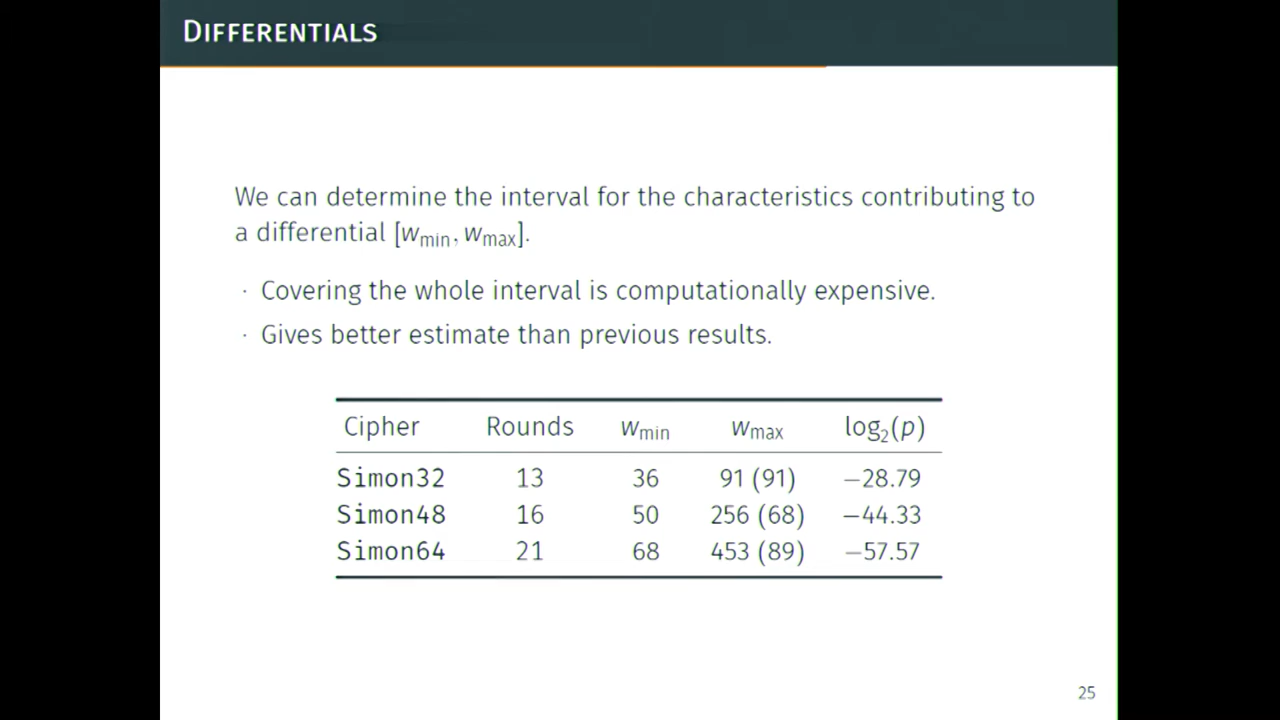 DIFFERENTIALS
We can determine the interval for the characteristics contributing to
a differential [wmin, wmax].
· Covering the whole interval is computationally expensive.
· Gives better estimate than previous results.
Cipher Rounds wmin wmax log2(p)
Simon32 13 36 91 (91) −28.79
Simon48 16 50 256 (68) −44.33
Simon64 21 68 453 (89) −57.57
25